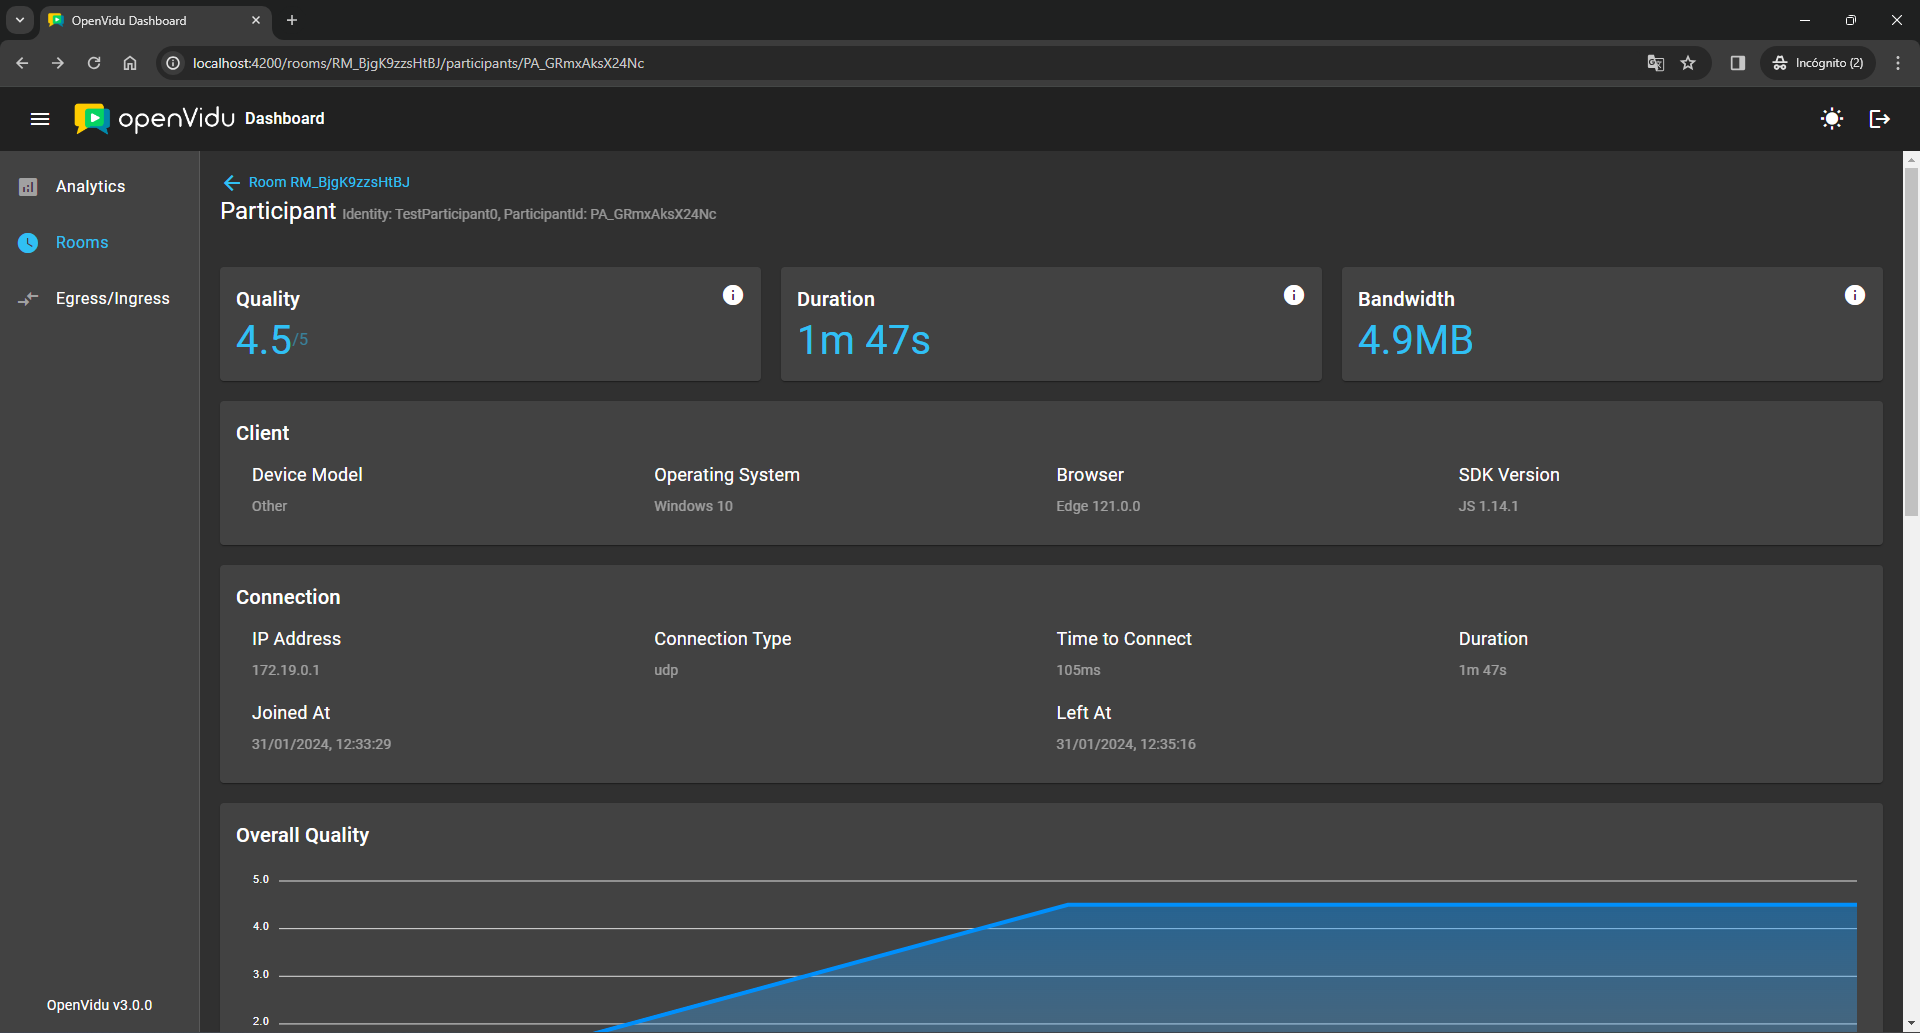 OpenVidu Dashboard
localhost:4200/rooms/RM_BjgK9zzsHtBJ/participants/PA_GRmxAksX24Nc
Incógnito (2)
openVidu Dashboard
Analytics
Rooms
Egress/Ingress
OpenVidu v3.0.0
Room RM_BjgK9zzsHtBJ
Participant Identity: TestParticipant0, ParticipantId: PA_GRmxAksX24Nc
Quality
4.5/5
Duration
1m 47s
Bandwidth
4.9MB
Client
Device Model
Other
Operating System
Windows 10
Browser
Edge 121.0.0
SDK Version
JS 1.14.1
Connection
IP Address
172.19.0.1
Connection Type
udp
Time to Connect
105ms
Duration
1m 47s
Joined At
31/01/2024, 12:33:29
Left At
31/01/2024, 12:35:16
Overall Quality
5.0
4.0
3.0
2.0